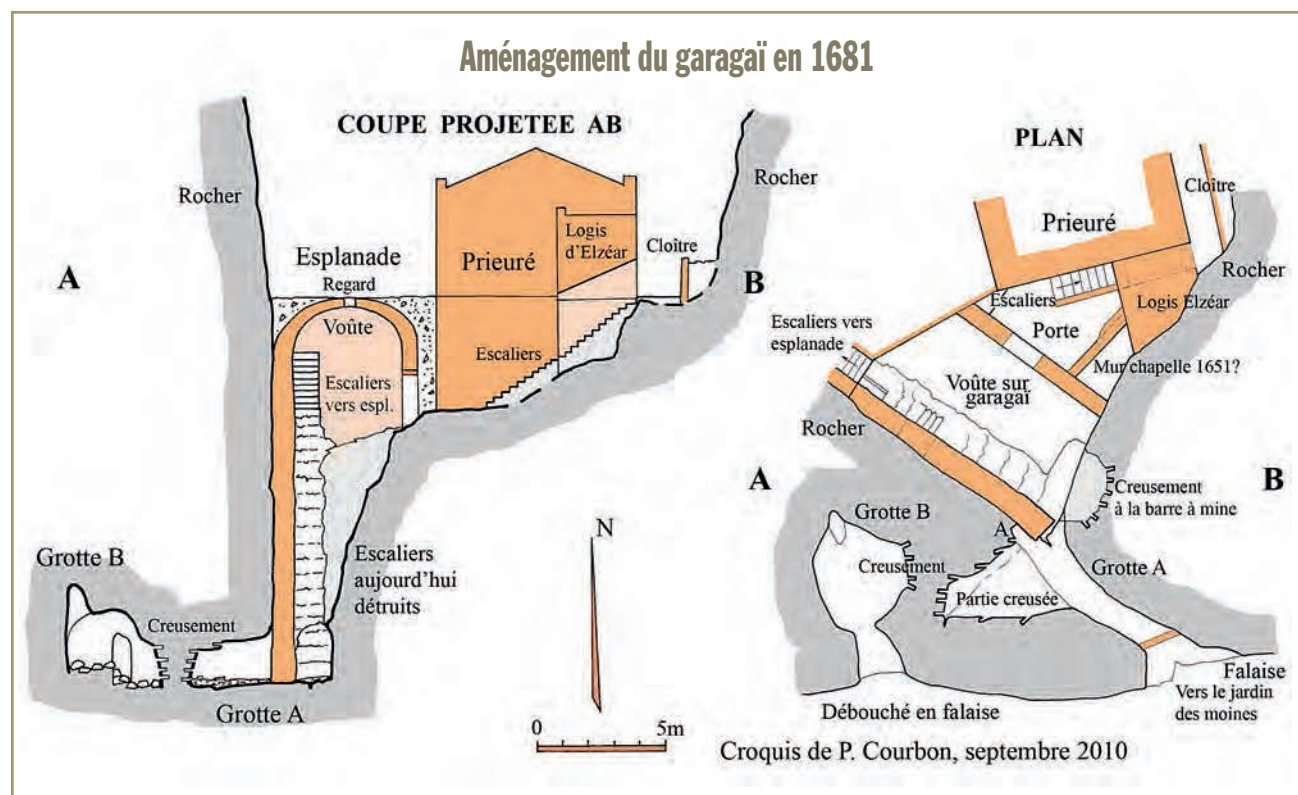 Aménagement du garagaï en 1681
COUPE PROJETEE AB
Rocher
Rocher
A
Esplanade
Regard
Voûte
Prieuré
Logis
d'Elzéar
Cloître
B
Escaliers
Escaliers
vers espl.
Escaliers
aujourd'hui
détruits
Grotte B
Creusement
Grotte A
N
0
5m
PLAN
Cloître
Prieuré
Rocher
Escaliers
Logis Elzéar
Porte
Escaliers vers
esplanade
Mur chapelle 1651?
Voûte sur
garagaï
Rocher
A
B
Creusement
à la barre à mine
Grotte B
A
Creusement
Grotte A
Partie creusée
Falaise
Vers le jardin
des moines
Débouché en falaise
Croquis de P. Courbon, septembre 2010